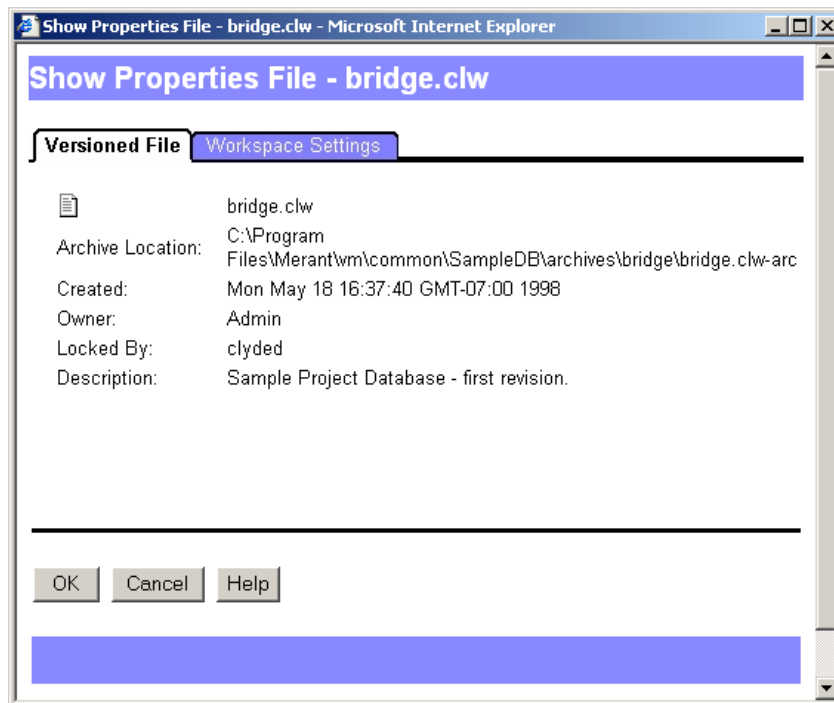 Show Properties File - bridge.clw - Microsoft Internet Explorer
Show Properties File - bridge.clw
Versioned File Workspace Settings
bridge.clw
Archive Location: C:\Program
Files\Merant\vm\common\SampleDB\archives\bridge\bridge.clw-arc
Created: Mon May 18 16:37:40 GMT-07:00 1998
Owner: Admin
Locked By: clyded
Description: Sample Project Database - first revision.
OK Cancel Help